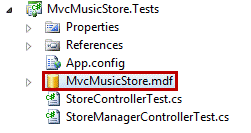 MvcMusicStore.Tests
Properties
References
App.config
MvcMusicStore.mdf
StoreControllerTest.cs
StoreManagerControllerTest.cs